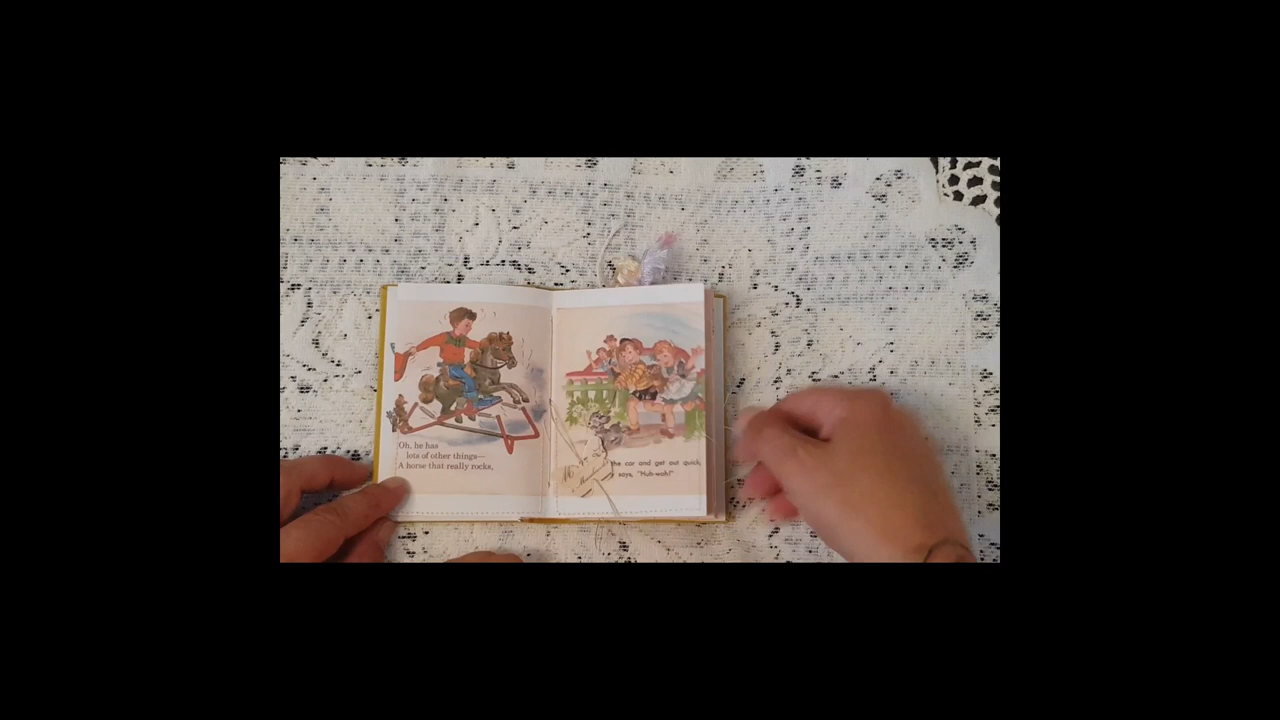 Oh, he has
lots of other things—
A horse that really rocks,
the car and get out quick,
says, "Huh-wah!"